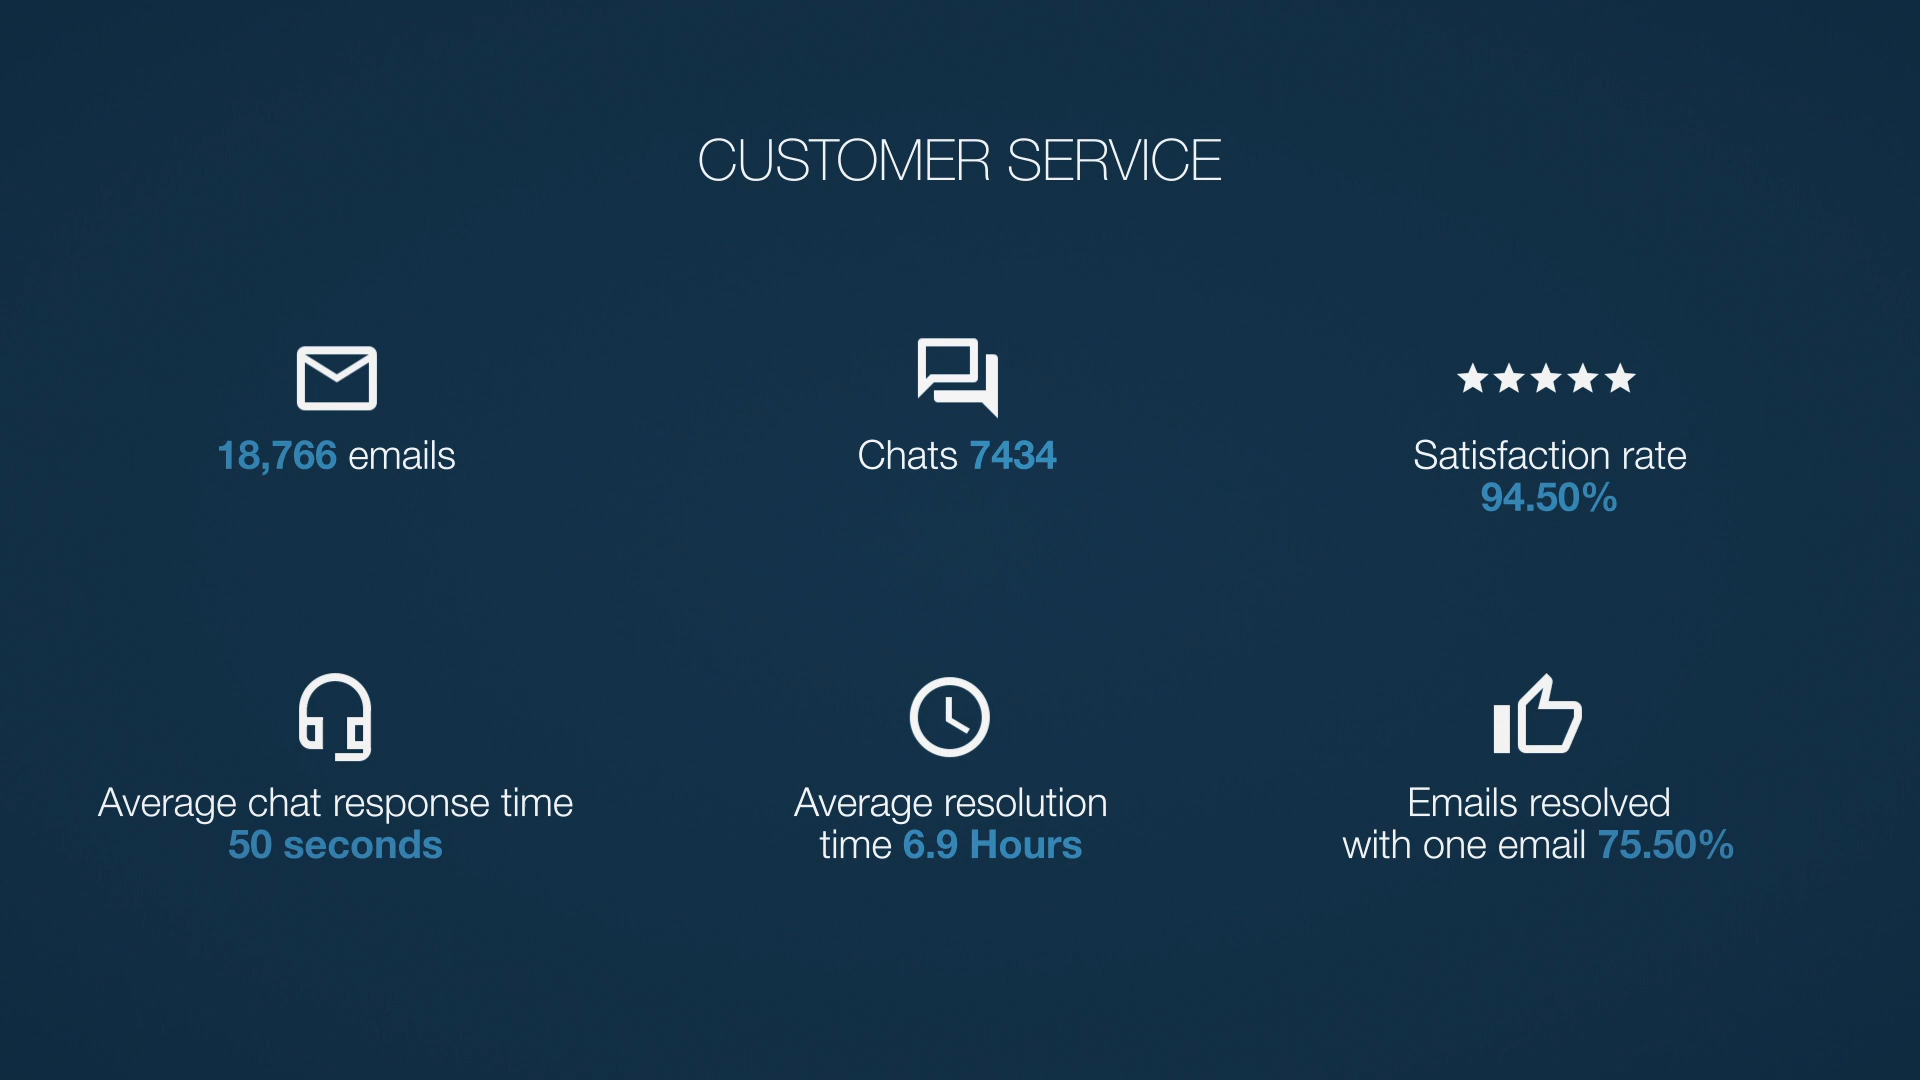 CUSTOMER SERVICE
18,766 emails
Chats 7434
Satisfaction rate
94.50%
Average chat response time
50 seconds
Average resolution
time 6.9 Hours
Emails resolved
with one email 75.50%